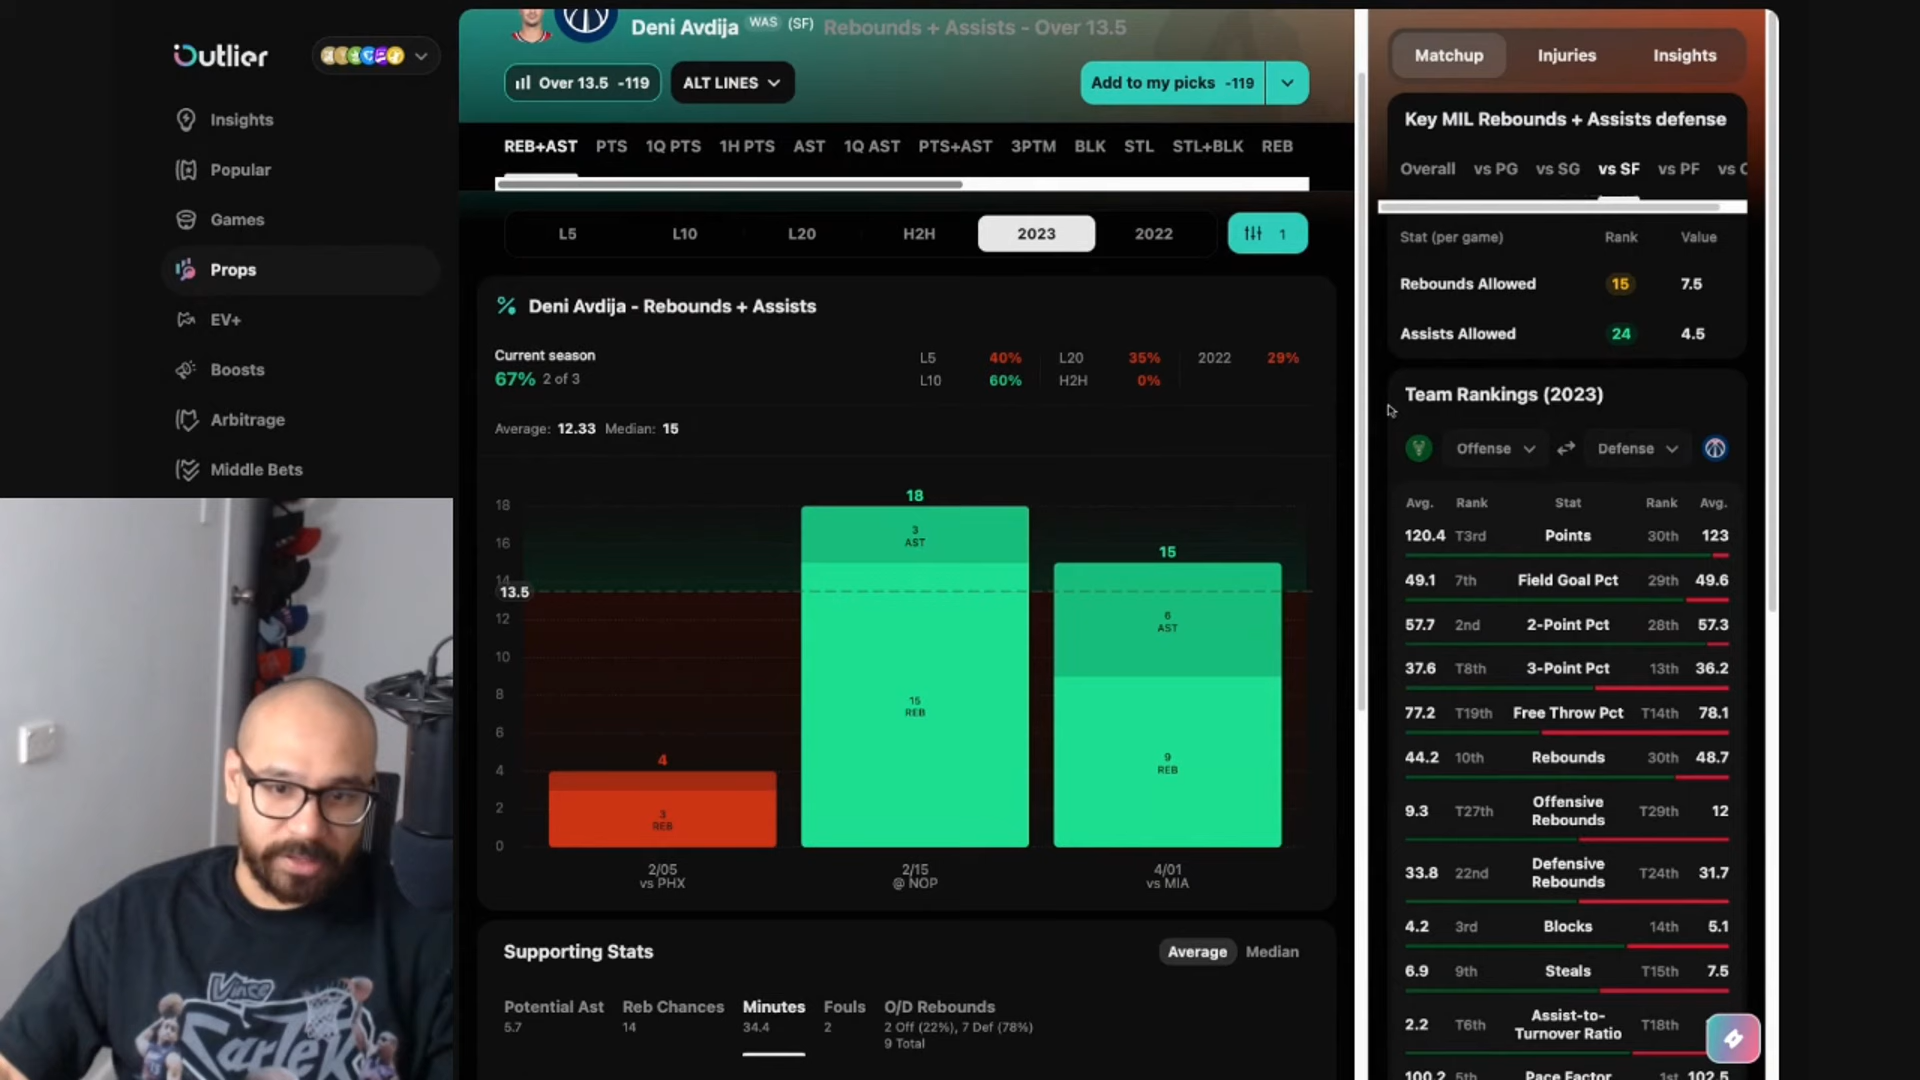 Outlier
Insights
Popular
Games
Props
EV+
Boosts
Arbitrage
Middle Bets
Deni Avdija WAS (SF) Rebounds + Assists - Over 13.5
Over 13.5 -119
ALT LINES
Add to my picks -119
REB+AST PTS 1Q PTS 1H PTS AST 1Q AST PTS+AST 3PTM BLK STL STL+BLK REB
L5 L10 L20 H2H 2023 2022 1
Deni Avdija - Rebounds + Assists
Current season
67% 2 of 3
L5 40% L20 35% 2022 29%
L10 60% H2H 0%
Average: 12.33 Median: 15
18
16
14
13.5
12
10
8
6
4
2
0
4
3
REB
18
3
AST
15
REB
15
6
AST
9
REB
2/05
vs PHX
2/15
@ NOP
4/01
vs MIA
Supporting Stats
Average Median
Potential Ast Reb Chances Minutes Fouls O/D Rebounds
5.7 14 34.4 2 2 Off (22%), 7 Def (78%)
9 Total
Matchup Injuries Insights
Key MIL Rebounds + Assists defense
Overall vs PG vs SG vs SF vs PF vs C
Stat (per game) Rank Value
Rebounds Allowed 15 7.5
Assists Allowed 24 4.5
Team Rankings (2023)
Offense Defense
Avg. Rank Stat Rank Avg.
120.4 T3rd Points 30th 123
49.1 7th Field Goal Pct 29th 49.6
57.7 2nd 2-Point Pct 28th 57.3
37.6 T8th 3-Point Pct 13th 36.2
77.2 T19th Free Throw Pct T14th 78.1
44.2 10th Rebounds 30th 48.7
9.3 T27th Offensive Rebounds T29th 12
33.8 22nd Defensive Rebounds T24th 31.7
4.2 3rd Blocks 14th 5.1
6.9 9th Steals T15th 7.5
2.2 T6th Assist-to-Turnover Ratio T18th
100.2 5th Pace Factor 1st 102.5
Vince
Carter